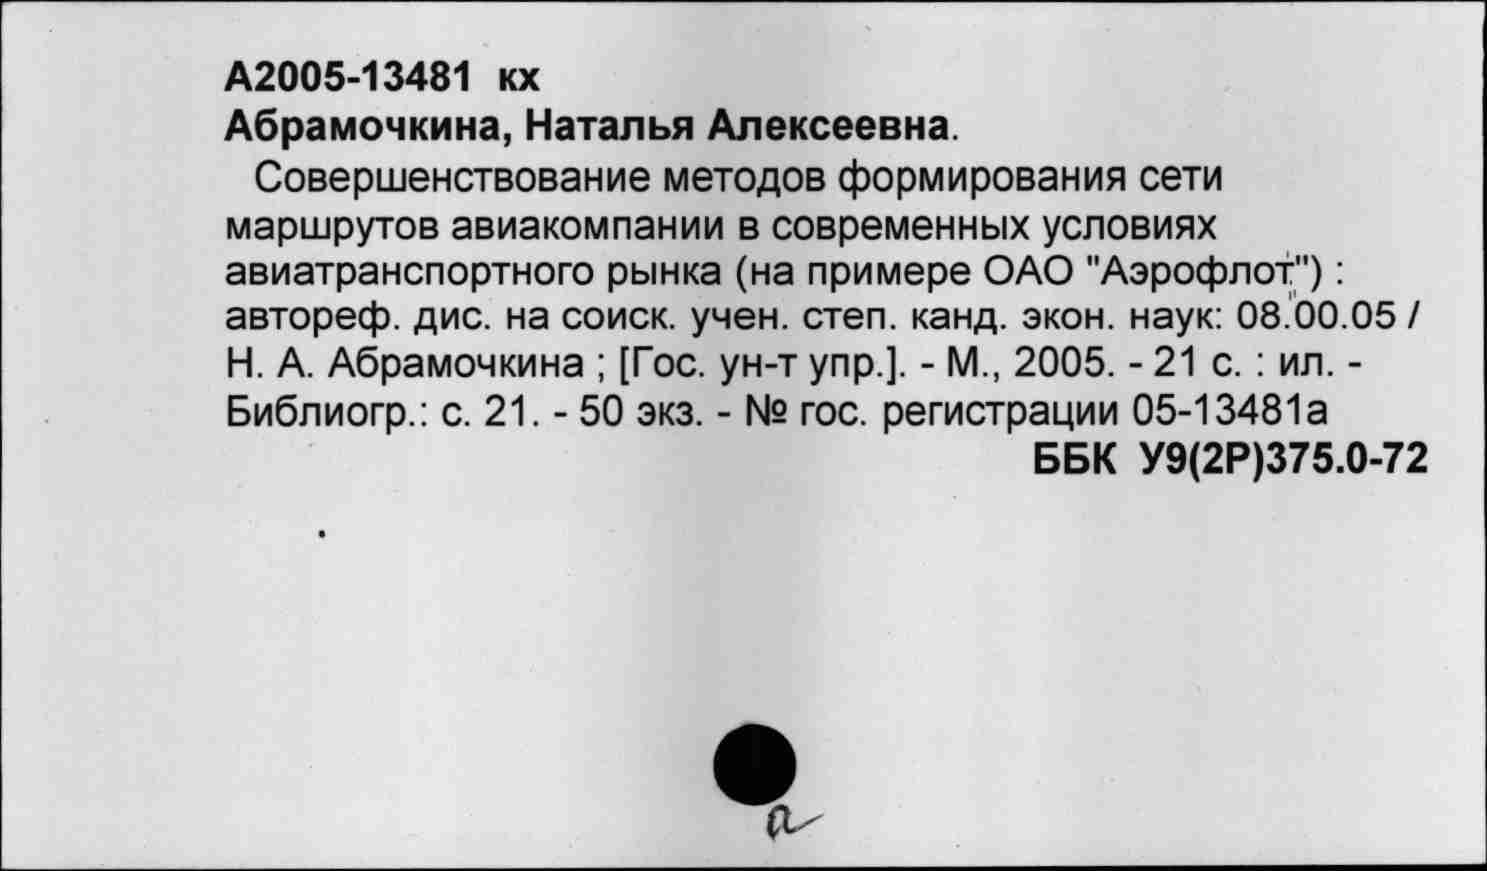 А2005-13481 кх
Абрамочкина, Наталья Алексеевна.
Совершенствование методов формирования сети
маршрутов авиакомпании в современных условиях
авиатранспортного рынка (на примере ОАО "Аэрофлот") :
автореф. дис. на соиск. учен. степ. канд. экон. наук: 08.00.05 /
Н. А. Абрамочкина ; [Гос. ун-т упр.]. - М., 2005. - 21 с. : ил. -
Библиогр.: с. 21. - 50 экз. - № гос. регистрации 05-13481а
ББК У9(2Р)375.0-72
а